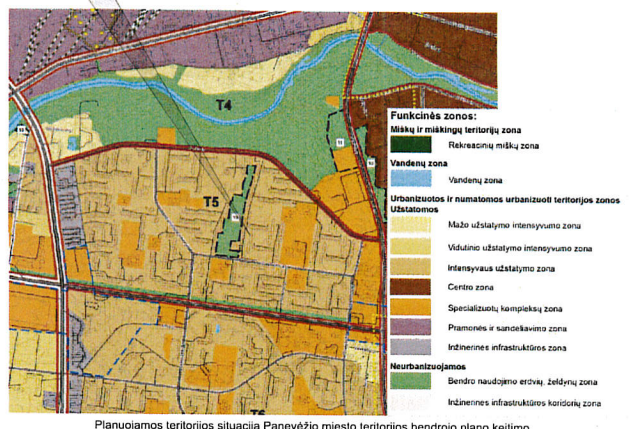 T4
T5
Funkcinės zonos:
Miškų ir miškingų teritorijų zona
Rekreacinių miškų zona
Vandenų zona
Vandenų zona
Urbanizuotos ir numatomos urbanizuoti teritorijos zonos
Užstatomos
Mažo užstatymo intensyvumo zona
Vidutinio užstatymo intensyvumo zona
Intensyvaus užstatymo zona
Centro zona
Specializuotų kompleksų zona
Pramonės ir sandėliavimo zona
Inžinerinės infrastruktūros zona
Neurbanizuojamos
Bendro naudojimo erdvių, želdynų zona
Inžinerinės infrastruktūros koridorių zona
Planuojamos teritorijos situacija Panevėžio miesto teritorijos bendrojo plano keitimo